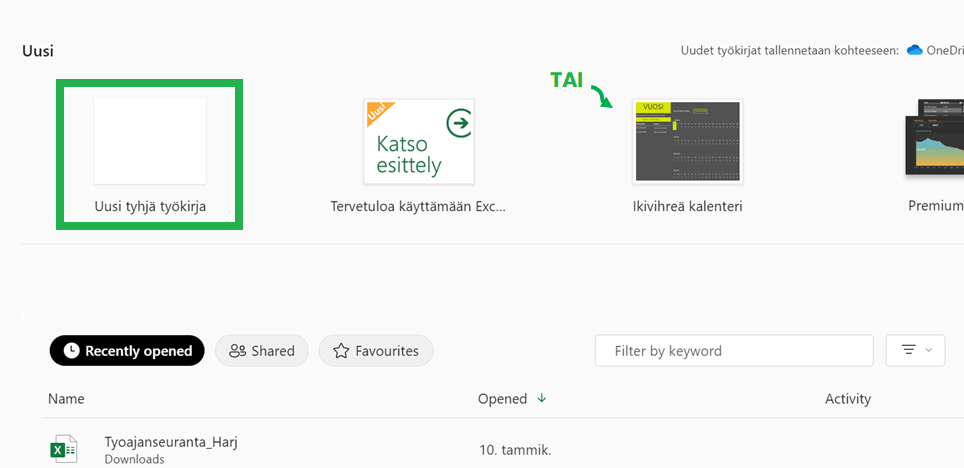 Uusi
Uudet työkirjat tallennetaan kohteeseen: OneDri
TAI
VUOSI
Uusi
Katso
esittely
Uusi tyhjä työkirja
Tervetuloa käyttämään Exc...
Ikivihreä kalenteri
Premium
Recently opened
Shared
Favourites
Filter by keyword
Name
Opened
Activity
Tyoajanseuranta_Harj
10. tammik.
Downloads